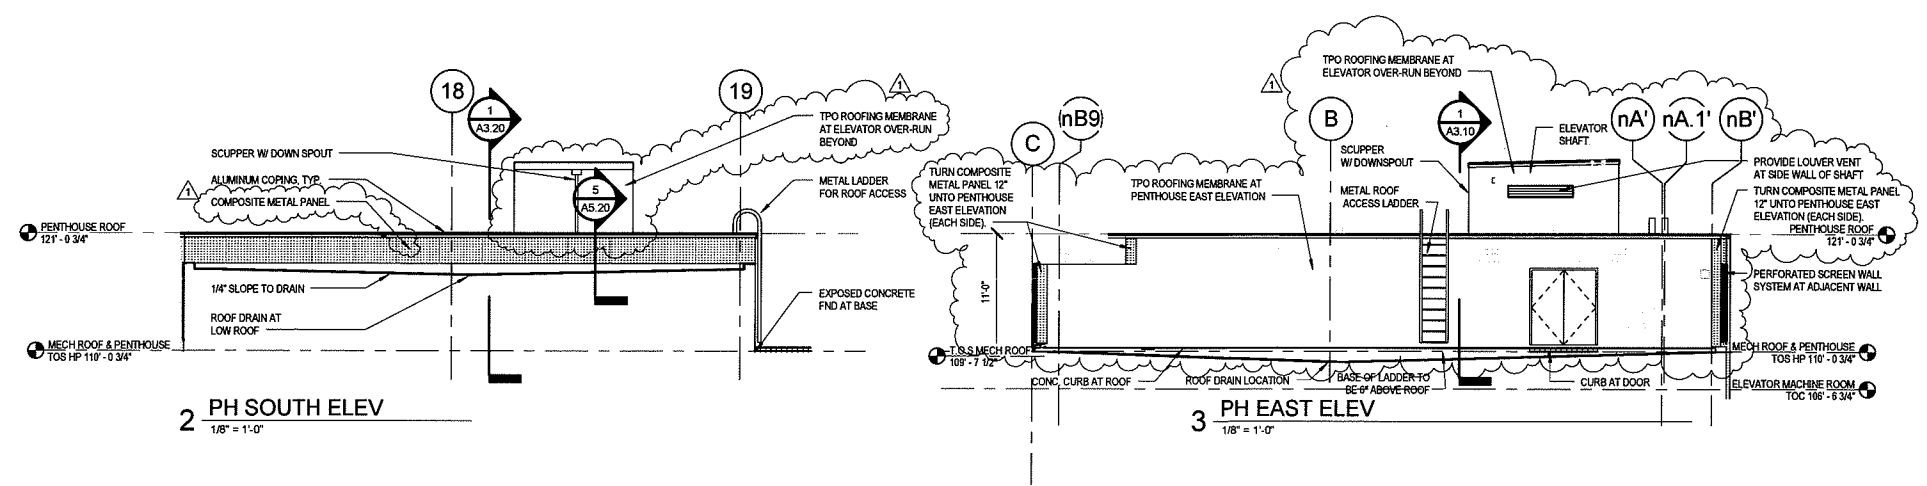 18
19
1
A3.20
1
TPO ROOFING MEMBRANE
AT ELEVATOR OVER-RUN
BEYOND
SCUPPER W/ DOWN SPOUT
5
A5.20
METAL LADDER
FOR ROOF ACCESS
1
ALUMINUM COPING, TYP.
COMPOSITE METAL PANEL
PENTHOUSE ROOF
121' - 0 3/4"
1/4" SLOPE TO DRAIN
EXPOSED CONCRETE
FND AT BASE
ROOF DRAIN AT
LOW ROOF
MECH ROOF & PENTHOUSE
TOS HP 110' - 0 3/4"
2 PH SOUTH ELEV
1/8" = 1'-0"
TPO ROOFING MEMBRANE AT
ELEVATOR OVER-RUN BEYOND
1
C
nB9
B
1
A3.10
nA'
nA.1'
nB'
ELEVATOR
SHAFT
SCUPPER
W/ DOWNSPOUT
PROVIDE LOUVER VENT
AT SIDE WALL OF SHAFT
TURN COMPOSITE
METAL PANEL 12"
UNTO PENTHOUSE
EAST ELEVATION
(EACH SIDE).
TPO ROOFING MEMBRANE AT
PENTHOUSE EAST ELEVATION
METAL ROOF
ACCESS LADDER
TURN COMPOSITE METAL PANEL
12" UNTO PENTHOUSE EAST
ELEVATION (EACH SIDE).
PENTHOUSE ROOF
121' - 0 3/4"
11'-0"
PERFORATED SCREEN WALL
SYSTEM AT ADJACENT WALL
T.O.S MECH ROOF
109' - 7 1/2"
MECH ROOF & PENTHOUSE
TOS HP 110' - 0 3/4"
CONC. CURB AT ROOF
ROOF DRAIN LOCATION
BASE OF LADDER TO
BE 6" ABOVE ROOF
CURB AT DOOR
ELEVATOR MACHINE ROOM
TOC 106' - 6 3/4"
3 PH EAST ELEV
1/8" = 1'-0"